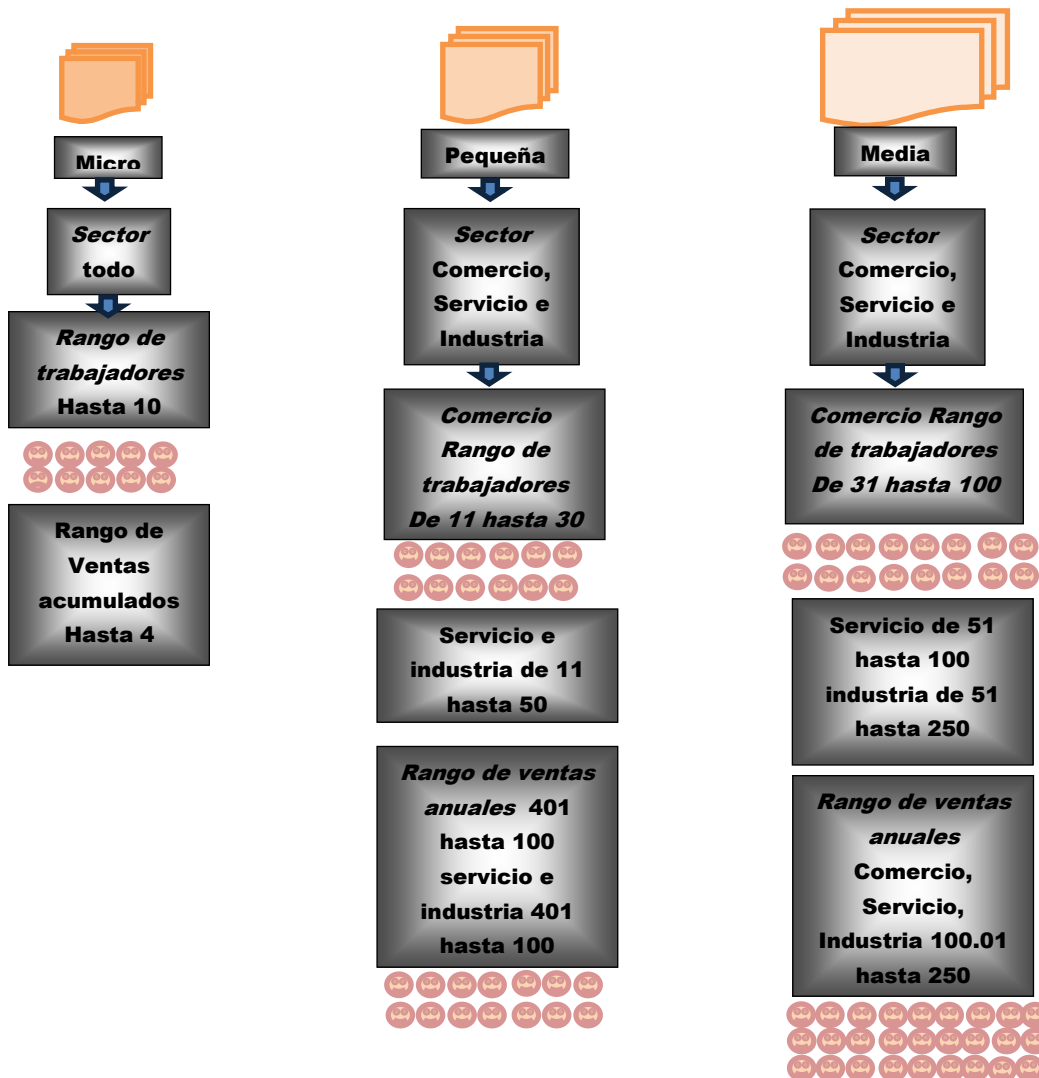 Micro
Sector
todo
Rango de
trabajadores
Hasta 10
Rango de
Ventas
acumulados
Hasta 4
Pequeña
Sector
Comercio,
Servicio e
Industria
Comercio
Rango de
trabajadores
De 11 hasta 30
Servicio e
industria de 11
hasta 50
Rango de ventas
anuales 401
hasta 100
servicio e
industria 401
hasta 100
Media
Sector
Comercio,
Servicio e
Industria
Comercio Rango
de trabajadores
De 31 hasta 100
Servicio de 51
hasta 100
industria de 51
hasta 250
Rango de ventas
anuales
Comercio,
Servicio,
Industria 100.01
hasta 250